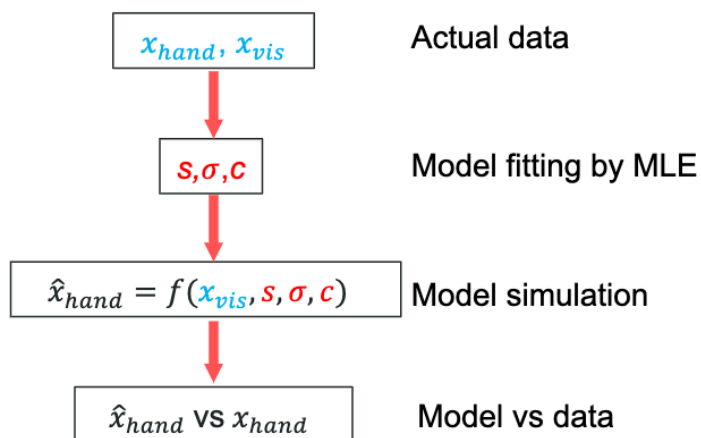 x_hand, x_vis Actual data
s,σ,c Model fitting by MLE
x̂_hand = f(x_vis, s, σ, c) Model simulation
x̂_hand vs x_hand Model vs data